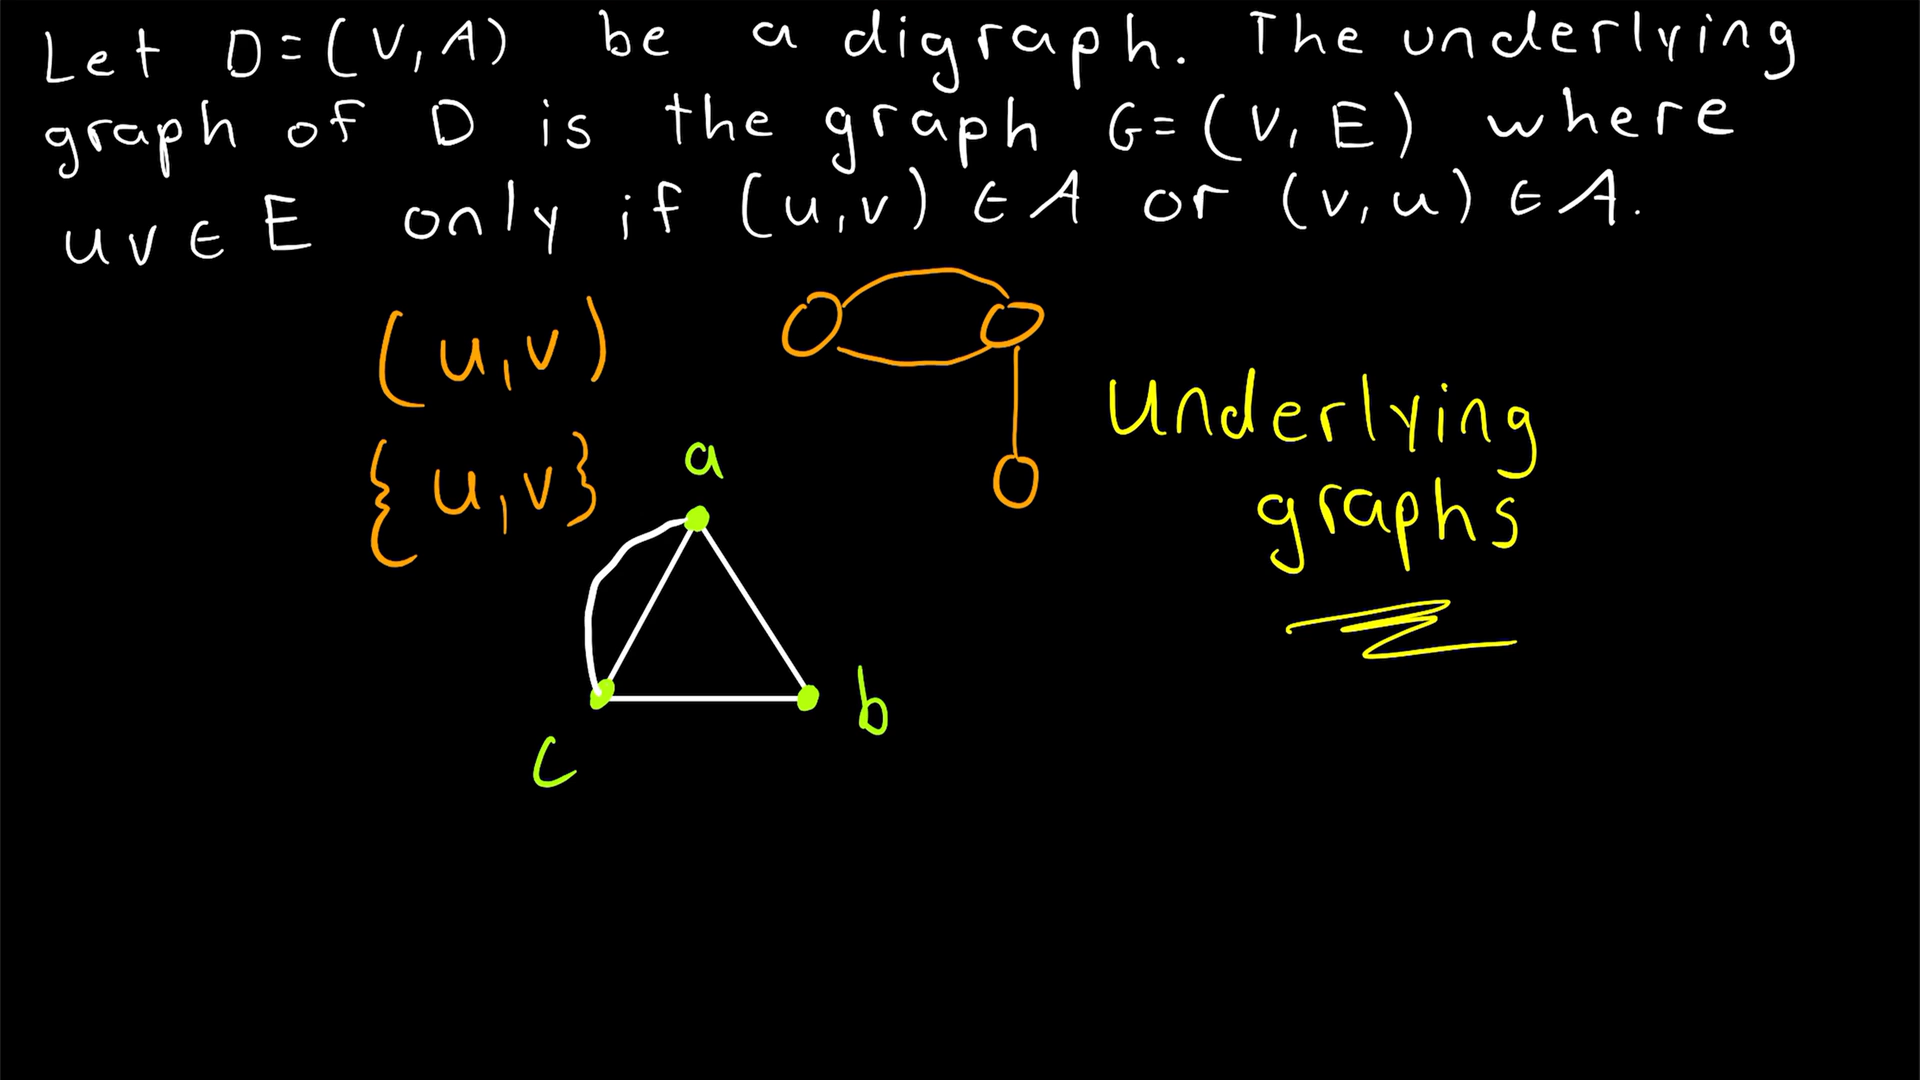 Let D=(V,A) be a digraph. The underlying
graph of D is the graph G=(V,E) where
uv∈E only if (u,v)∈A or (v,u)∈A.
(u,v)
{u,v}
Underlying
graphs
a
b
c